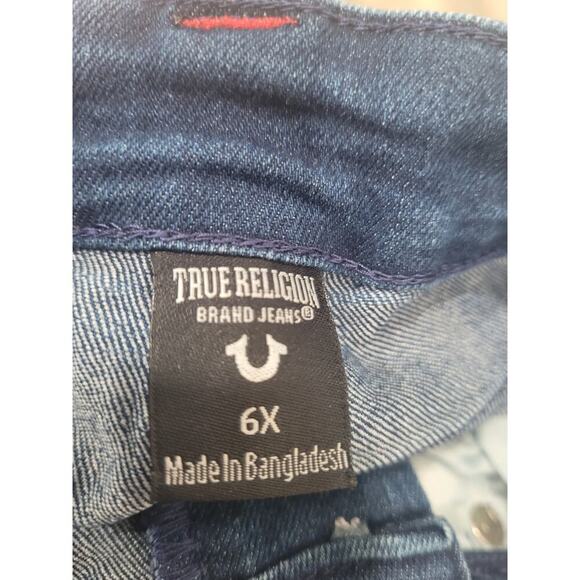 TRUE RELIGION
BRAND JEANS®
6X
Made In Bangladesh